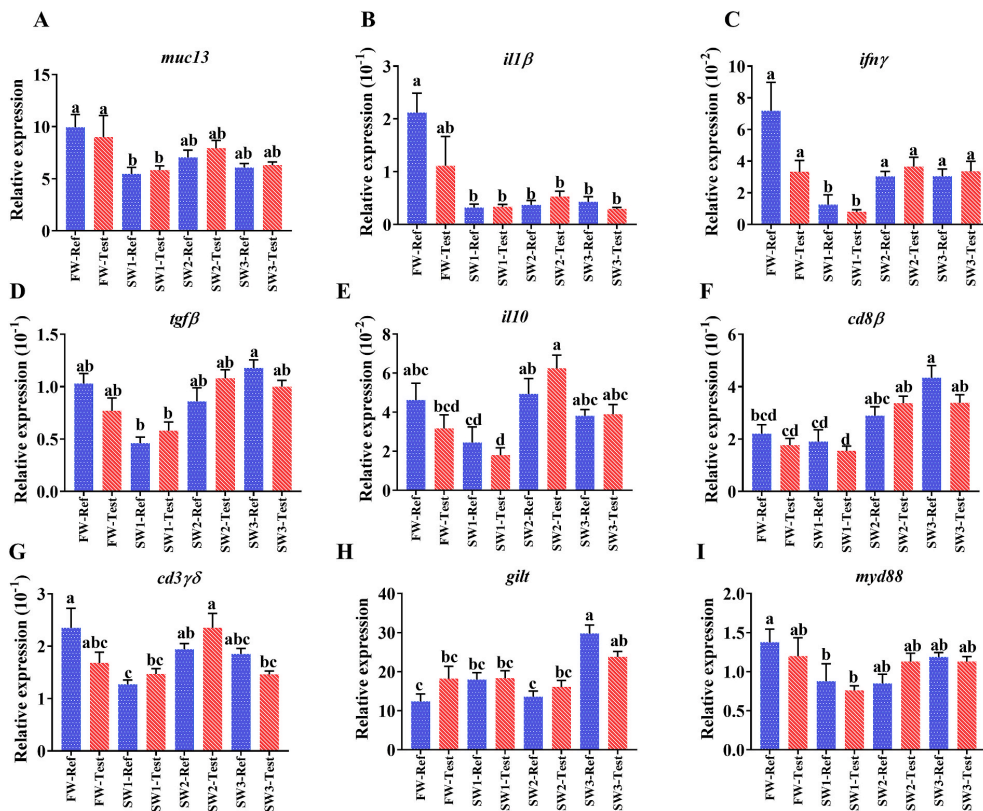 A
muc13
Relative expression
15
10
5
0
a
a
b
b
ab
ab
ab
ab
FW-Ref
FW-Test
SW1-Ref
SW1-Test
SW2-Ref
SW2-Test
SW3-Ref
SW3-Test
B
il1β
Relative expression (10⁻¹)
3
2
1
0
a
ab
b
b
b
b
b
b
FW-Ref
FW-Test
SW1-Ref
SW1-Test
SW2-Ref
SW2-Test
SW3-Ref
SW3-Test
C
ifnγ
Relative expression (10⁻²)
10
8
6
4
2
0
a
a
b
b
a
a
a
a
FW-Ref
FW-Test
SW1-Ref
SW1-Test
SW2-Ref
SW2-Test
SW3-Ref
SW3-Test
D
tgfβ
Relative expression (10⁻¹)
1.5
1.0
0.5
0.0
ab
ab
b
b
ab
ab
a
ab
FW-Ref
FW-Test
SW1-Ref
SW1-Test
SW2-Ref
SW2-Test
SW3-Ref
SW3-Test
E
il10
Relative expression (10⁻¹)
8
6
4
2
0
abc
bcd
cd
d
ab
a
abc
abc
FW-Ref
FW-Test
SW1-Ref
SW1-Test
SW2-Ref
SW2-Test
SW3-Ref
SW3-Test
F
cd8β
Relative expression (10⁻¹)
6
4
2
0
bcd
cd
cd
d
abc
ab
a
ab
FW-Ref
FW-Test
SW1-Ref
SW1-Test
SW2-Ref
SW2-Test
SW3-Ref
SW3-Test
G
cd3γδ
Relative expression (10⁻¹)
3
2
1
0
a
abc
c
bc
ab
a
abc
bc
FW-Ref
FW-Test
SW1-Ref
SW1-Test
SW2-Ref
SW2-Test
SW3-Ref
SW3-Test
H
gilt
Relative expression
40
30
20
10
0
c
bc
bc
bc
c
bc
a
ab
FW-Ref
FW-Test
SW1-Ref
SW1-Test
SW2-Ref
SW2-Test
SW3-Ref
SW3-Test
I
myd88
Relative expression
2.0
1.5
1.0
0.5
0.0
a
ab
b
b
ab
ab
ab
ab
FW-Ref
FW-Test
SW1-Ref
SW1-Test
SW2-Ref
SW2-Test
SW3-Ref
SW3-Test